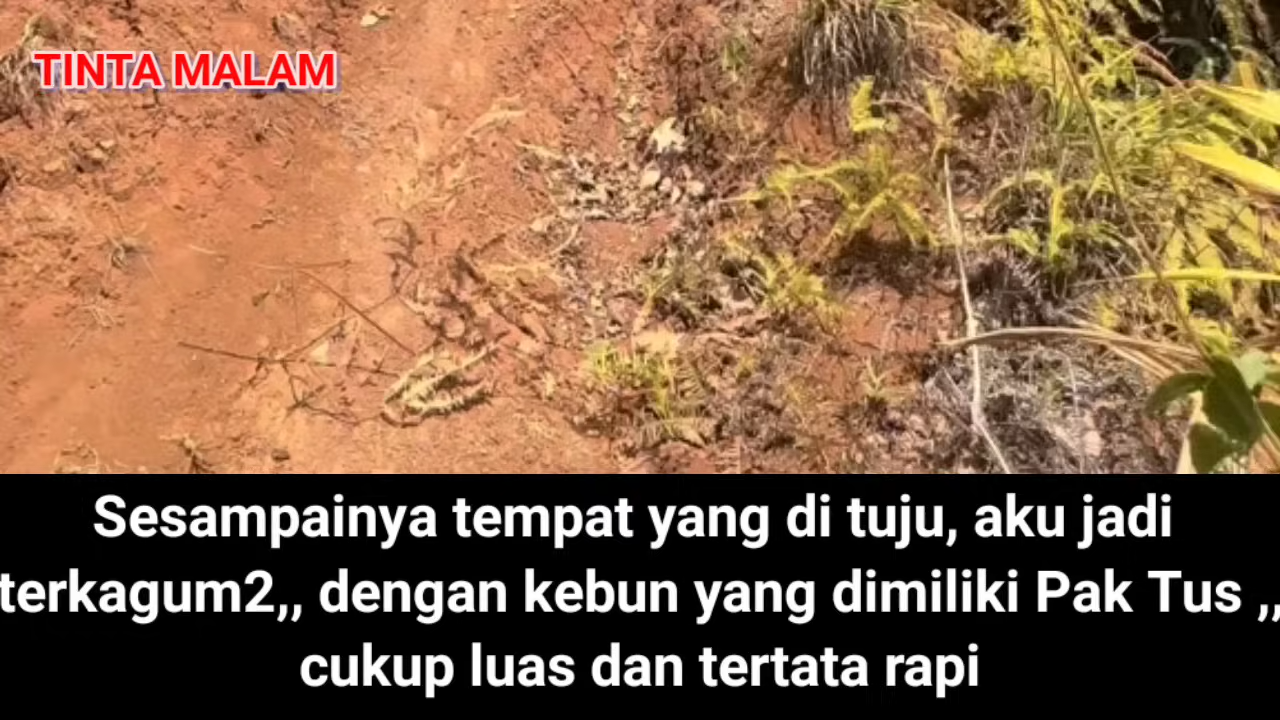 TINTA MALAM
Sesampainya tempat yang di tuju, aku jadi
terkagum2,, dengan kebun yang dimiliki Pak Tus ,,
cukup luas dan tertata rapi